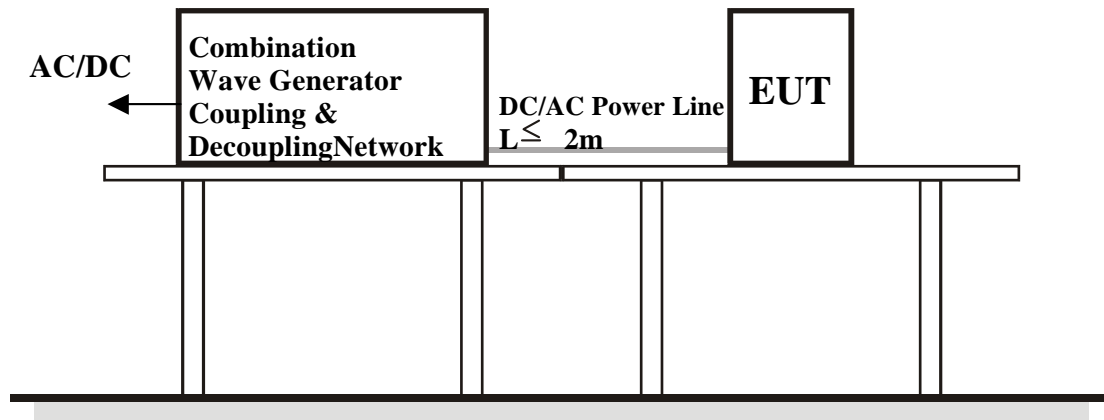 AC/DC
Combination
Wave Generator
Coupling &
DecouplingNetwork
DC/AC Power Line
L ≤ 2m
EUT